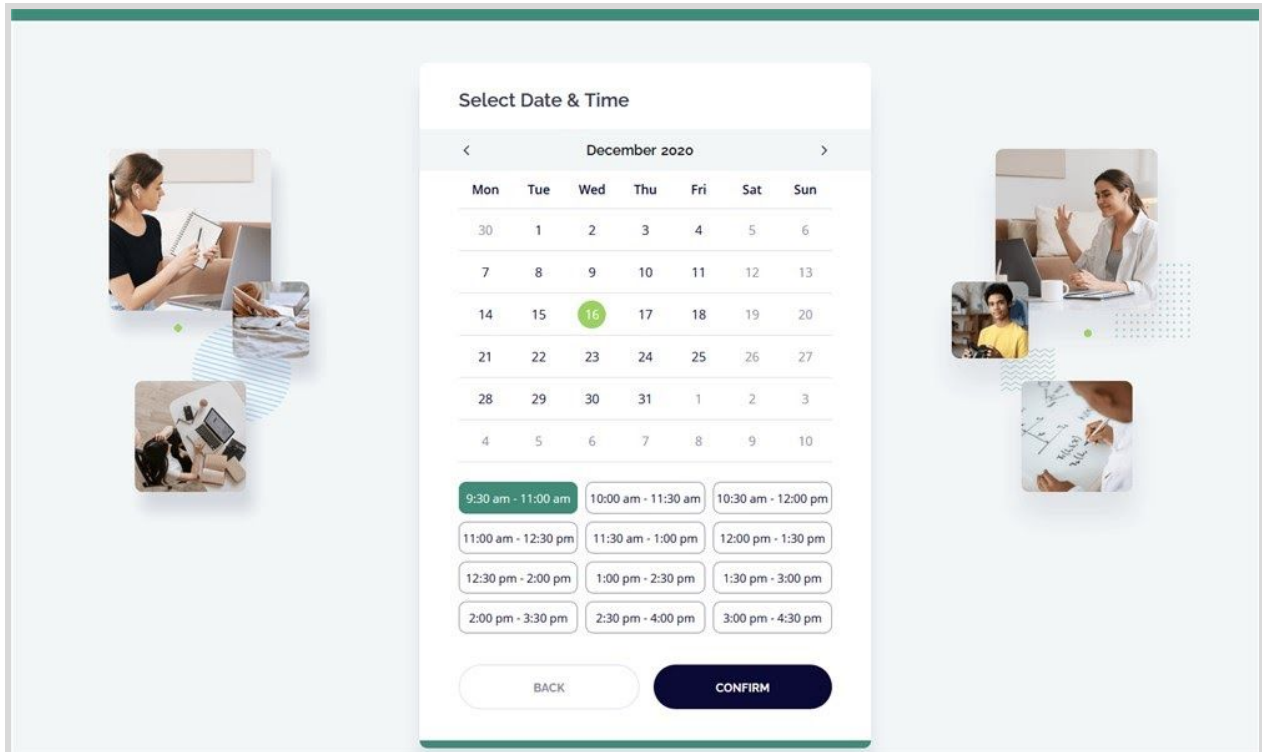 Select Date & Time
< December 2020 >
Mon Tue Wed Thu Fri Sat Sun
30 1 2 3 4 5 6
7 8 9 10 11 12 13
14 15 16 17 18 19 20
21 22 23 24 25 26 27
28 29 30 31 1 2 3
4 5 6 7 8 9 10
9:30 am - 11:00 am 10:00 am - 11:30 am 10:30 am - 12:00 pm
11:00 am - 12:30 pm 11:30 am - 1:00 pm 12:00 pm - 1:30 pm
12:30 pm - 2:00 pm 1:00 pm - 2:30 pm 1:30 pm - 3:00 pm
2:00 pm - 3:30 pm 2:30 pm - 4:00 pm 3:00 pm - 4:30 pm
BACK CONFIRM